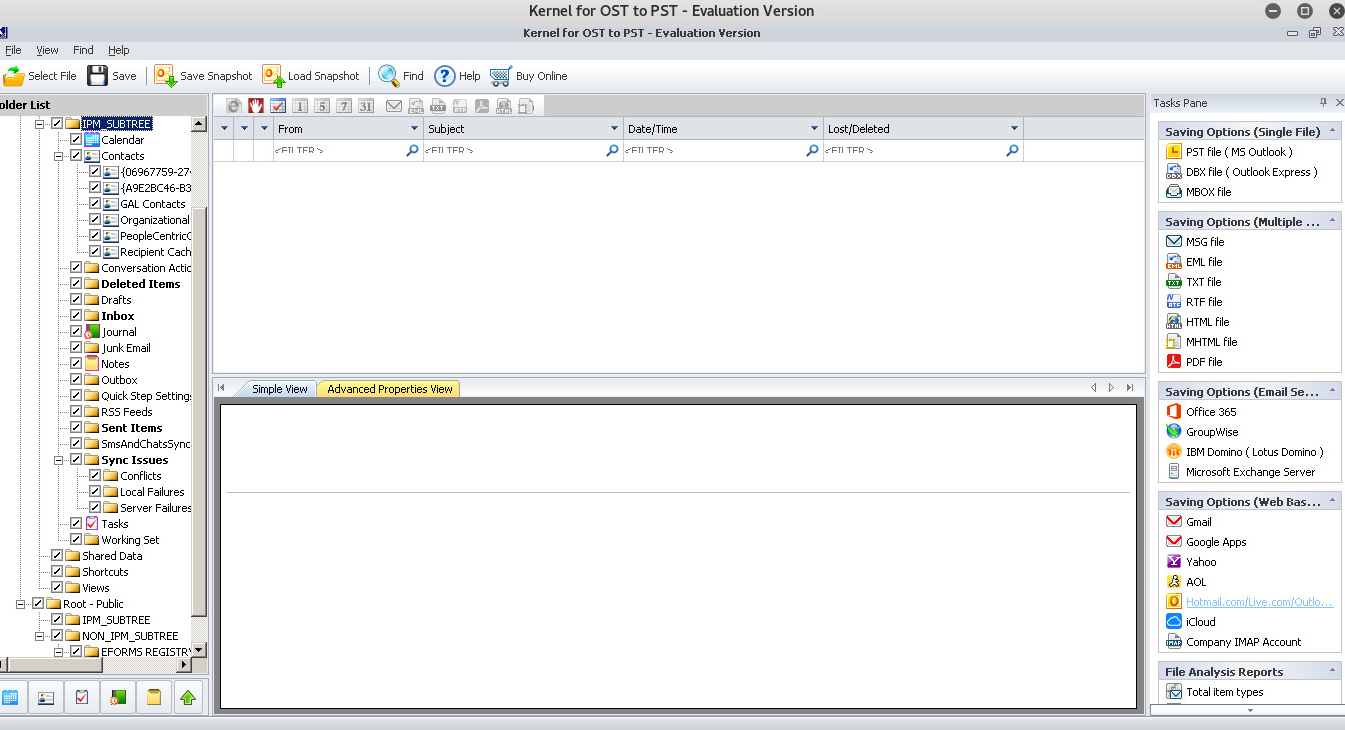 Kernel for OST to PST - Evaluation Version
Kernel for OST to PST - Evaluation Version
File View Find Help
Select File Save Save Snapshot Load Snapshot Find Help Buy Online
older List
IPM_SUBTREE
Calendar
Contacts
{06967759-274
{A9E2BC46-B3
GAL Contacts
Organizational
PeopleCentricC
Recipient Cach
Conversation Actic
Deleted Items
Drafts
Inbox
Journal
Junk Email
Notes
Outbox
Quick Step Settings
RSS Feeds
Sent Items
SmsAndChatsSync
Sync Issues
Conflicts
Local Failures
Server Failures
Tasks
Working Set
Shared Data
Shortcuts
Views
Root - Public
IPM_SUBTREE
NON_IPM_SUBTREE
EFORMS REGISTRY
1 5 7 31
From Subject Date/Time Lost/Deleted
<FILTER> <FILTER> <FILTER> <FILTER>
Simple View Advanced Properties View
Tasks Pane
Saving Options (Single File)
PST file ( MS Outlook )
DBX file ( Outlook Express )
MBOX file
Saving Options (Multiple ...
MSG file
EML file
TXT file
RTF file
HTML file
MHTML file
PDF file
Saving Options (Email Se...
Office 365
GroupWise
IBM Domino ( Lotus Domino )
Microsoft Exchange Server
Saving Options (Web Bas...
Gmail
Google Apps
Yahoo
AOL
Hotmail.com/Live.com/Outlo...
iCloud
Company IMAP Account
File Analysis Reports
Total item types